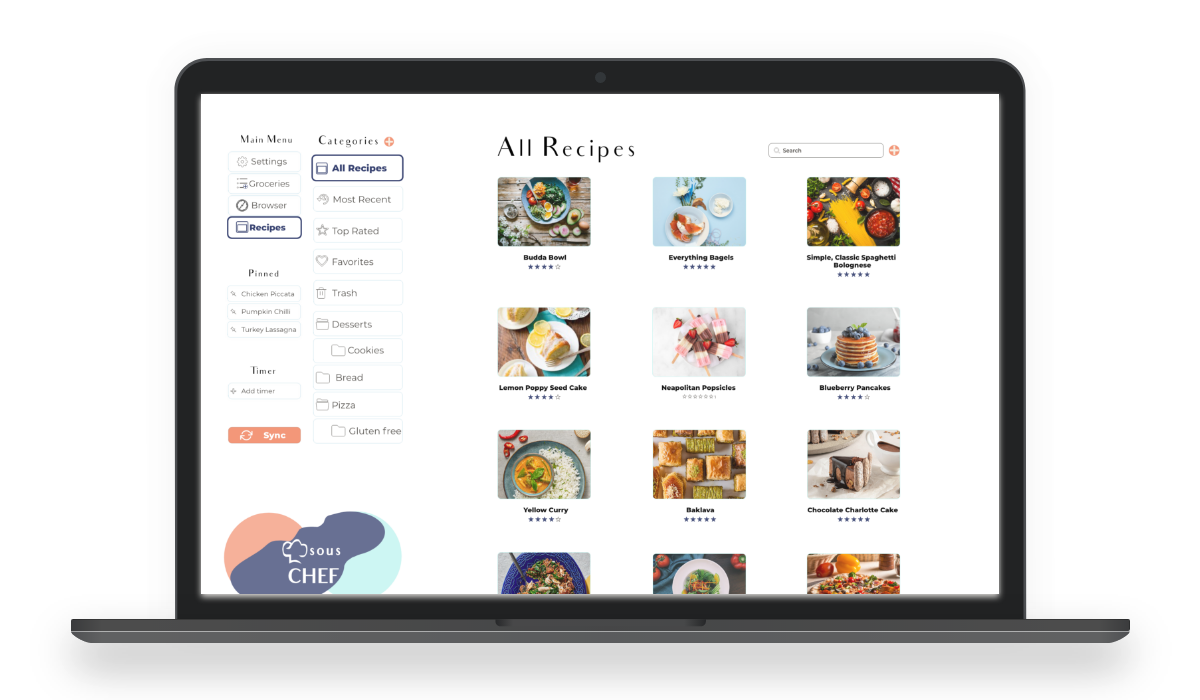 Main Menu
Settings
Groceries
Browser
Recipes
Pinned
Chicken Piccata
Pumpkin Chilli
Turkey Lassagna
Timer
Add timer
Sync
sous
CHEF
Categories
All Recipes
Most Recent
Top Rated
Favorites
Trash
Desserts
Cookies
Bread
Pizza
Gluten free
All Recipes
Search
Budda Bowl
Everything Bagels
Simple, Classic Spaghetti
Bolognese
Lemon Poppy Seed Cake
Neapolitan Popsicles
Blueberry Pancakes
Yellow Curry
Baklava
Chocolate Charlotte Cake